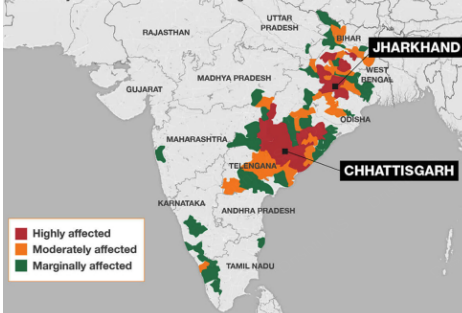 UTTAR
PRADESH
RAJASTHAN
BIHAR
JHARKHAND
WEST
BENGAL
MADHYA PRADESH
GUJARAT
ODISHA
MAHARASHTRA
TELENGANA
CHHATTISGARH
KARNATAKA
ANDHRA PRADESH
Highly affected
Moderately affected
Marginally affected
TAMIL NADU